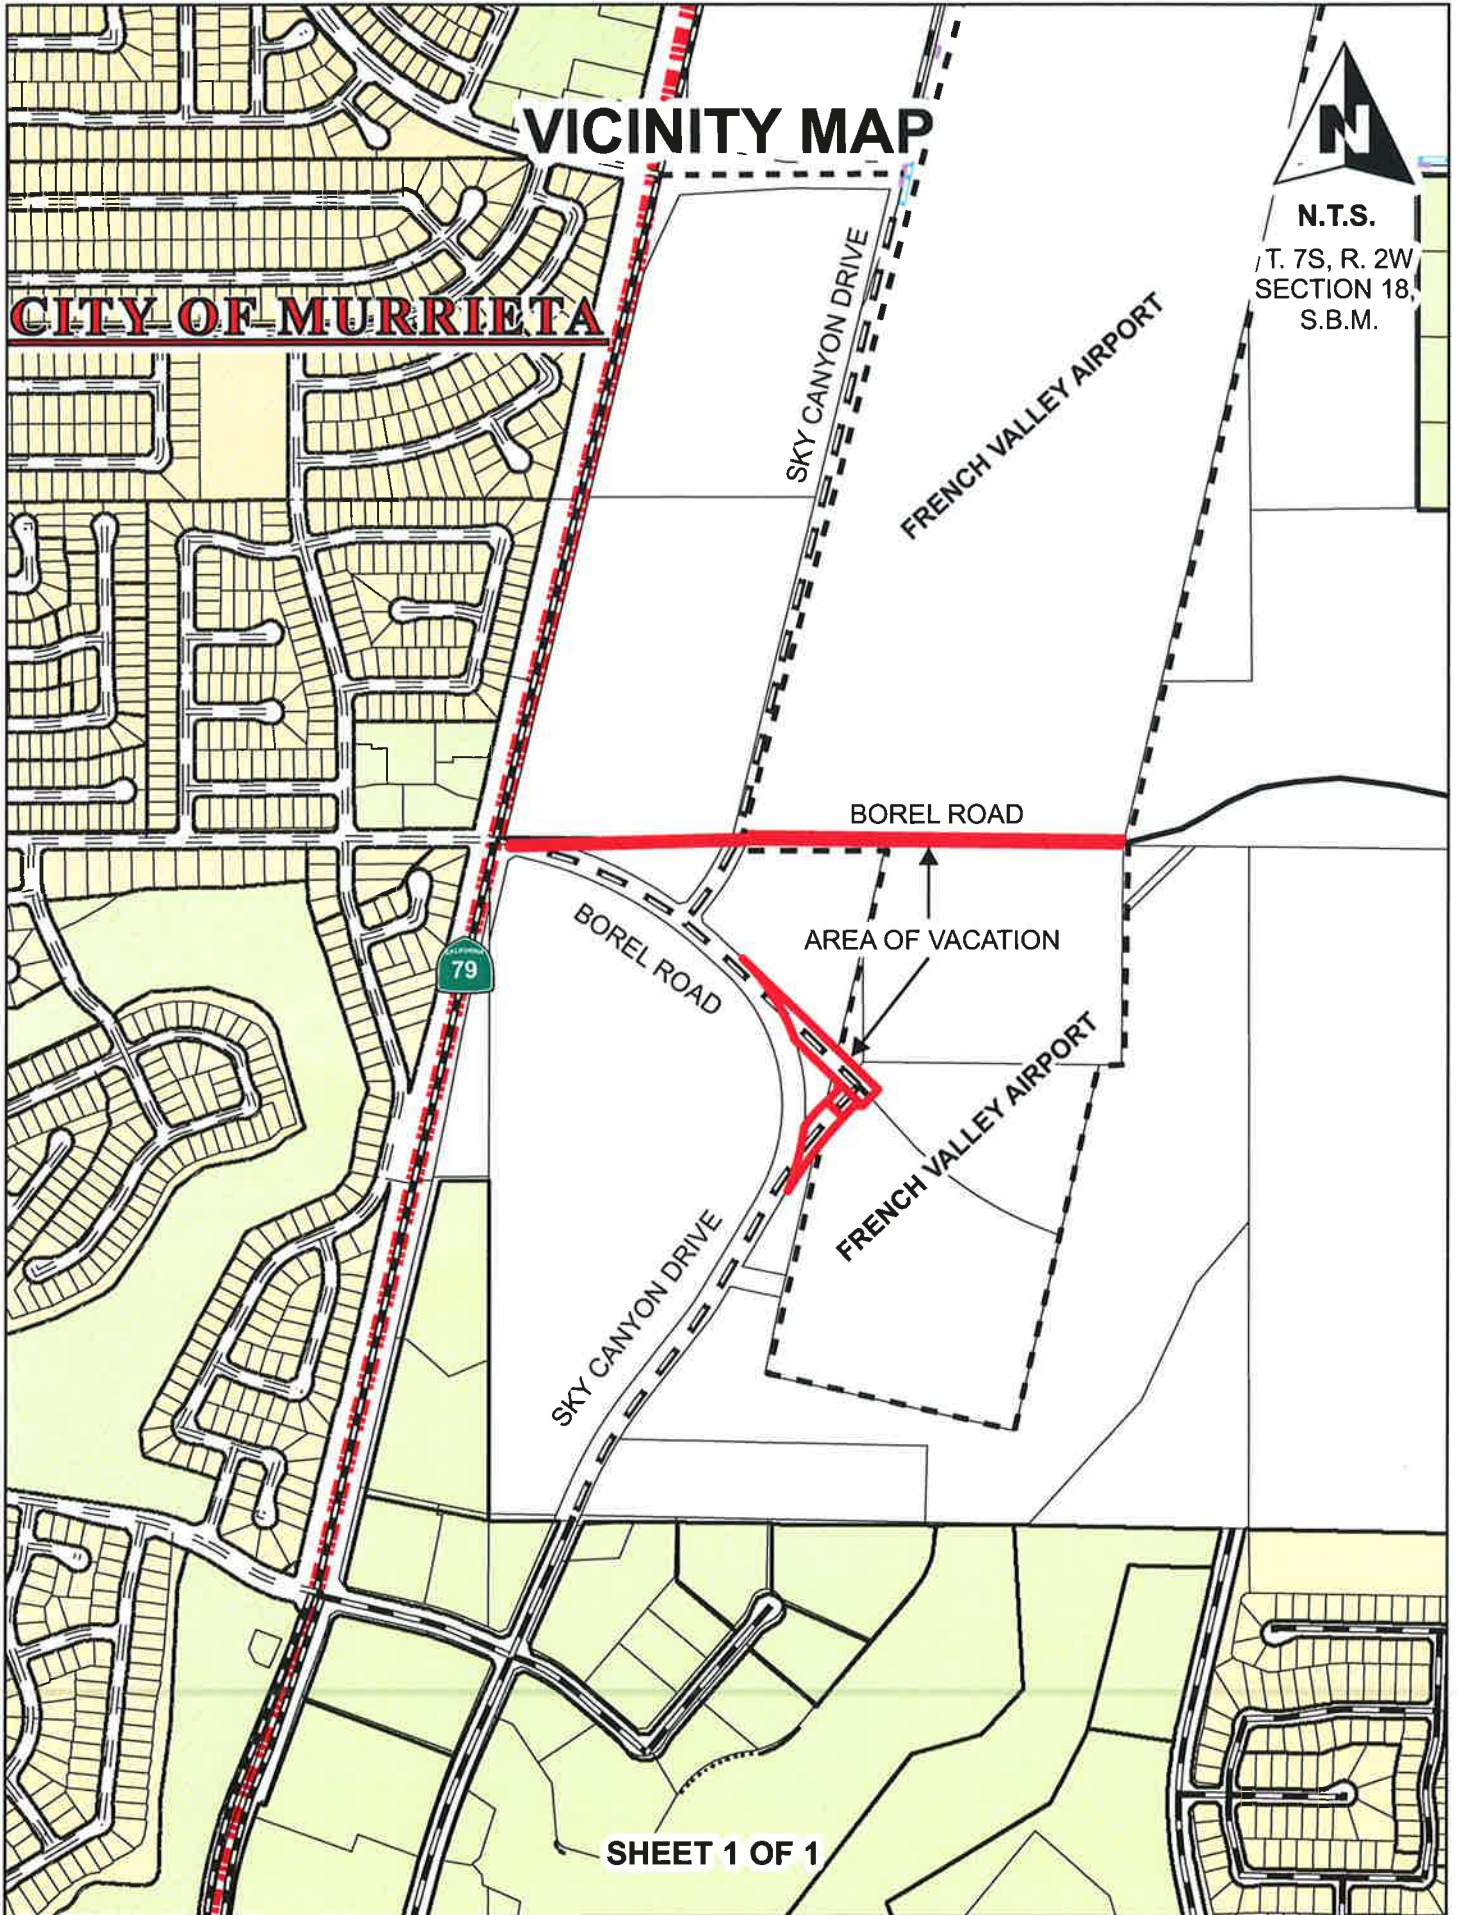 VICINITY MAP
N
N.T.S.
T. 7S, R. 2W
SECTION 18,
S.B.M.
CITY OF MURRIETA
SKY CANYON DRIVE
FRENCH VALLEY AIRPORT
BOREL ROAD
BOREL ROAD
AREA OF VACATION
CALIFORNIA
79
FRENCH VALLEY AIRPORT
SKY CANYON DRIVE
SHEET 1 OF 1